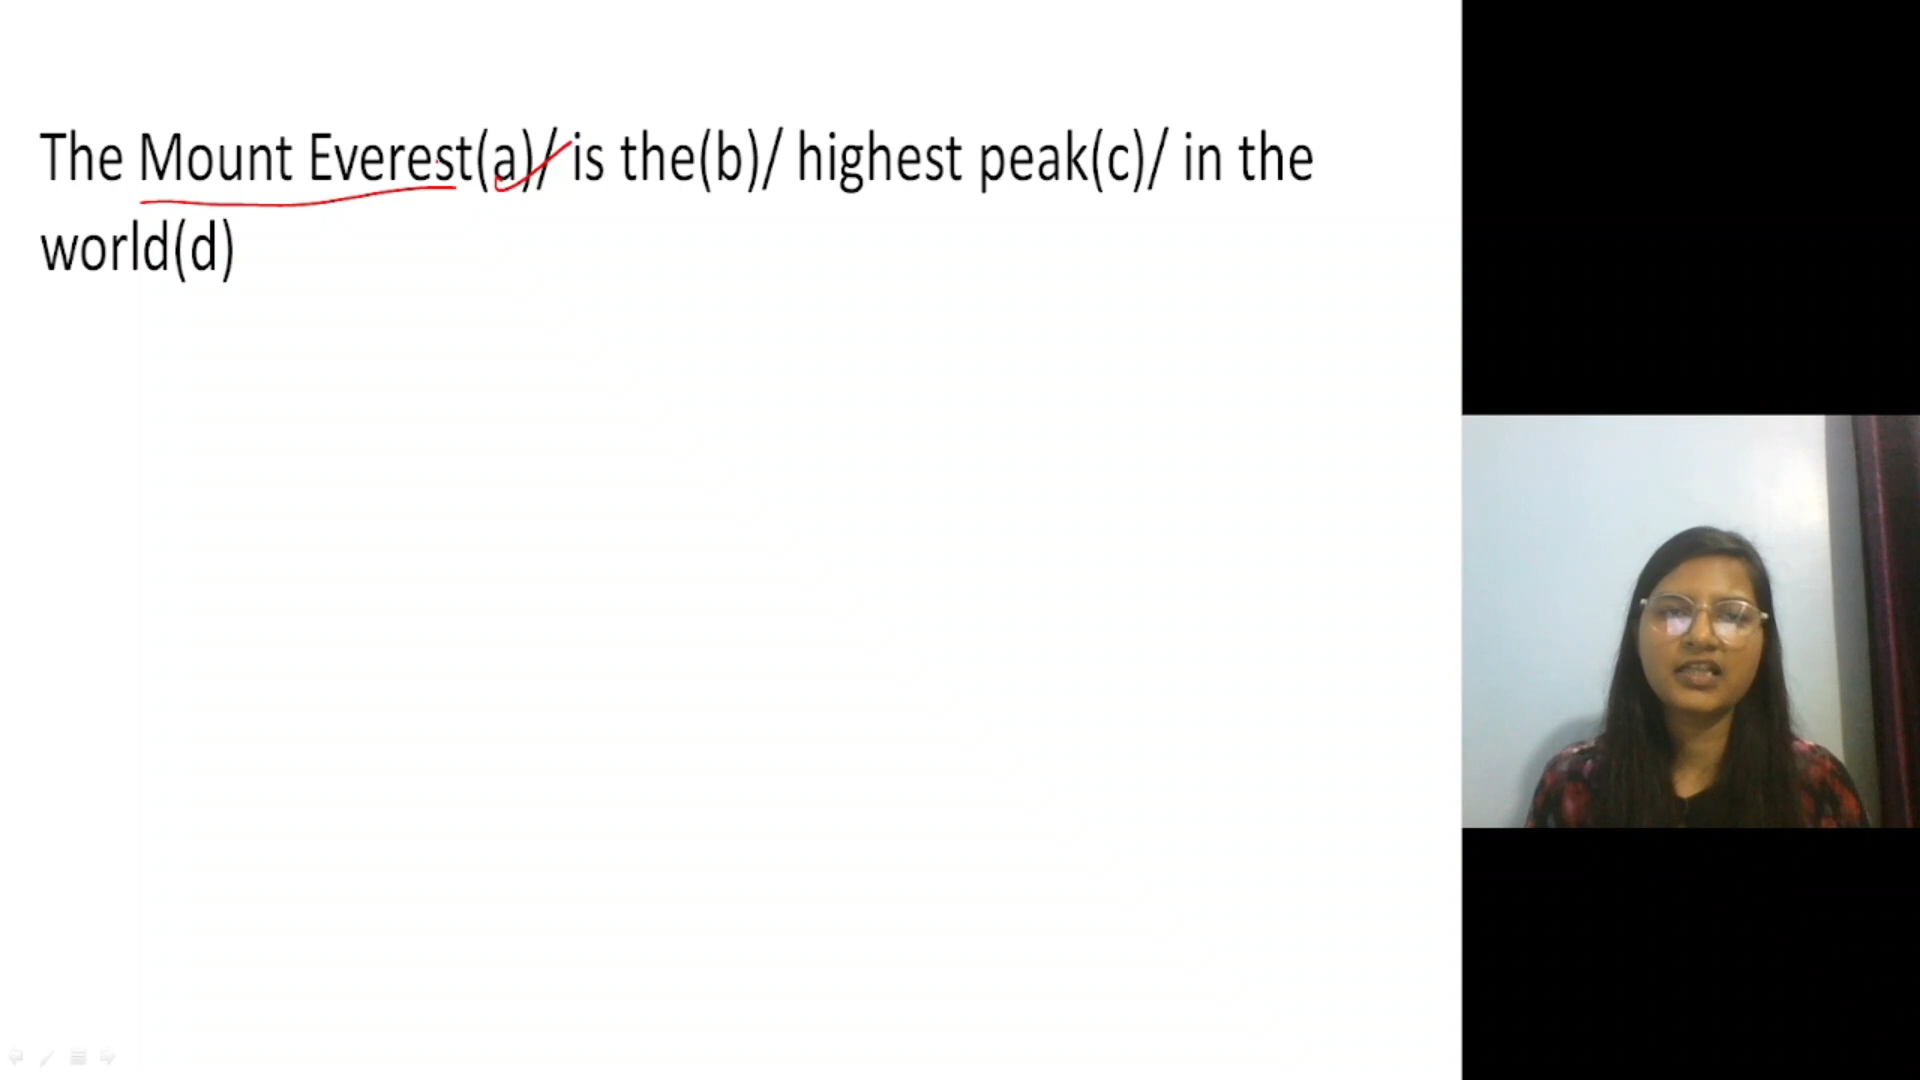 The Mount Everest(a)/ is the(b)/ highest peak(c)/ in the
world(d)